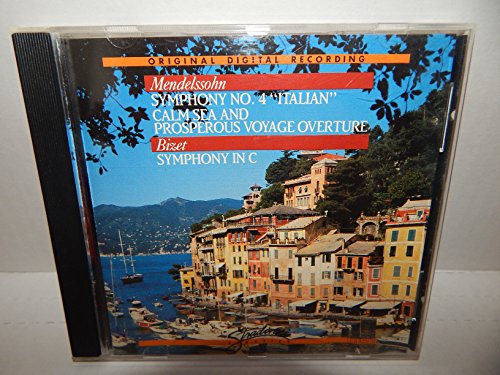 ORIGINAL DIGITAL RECORDING
Mendelssohn
SYMPHONY NO. 4 "ITALIAN"
CALM SEA AND
PROSPEROUS VOYAGE OVERTURE
Bizet
SYMPHONY IN C